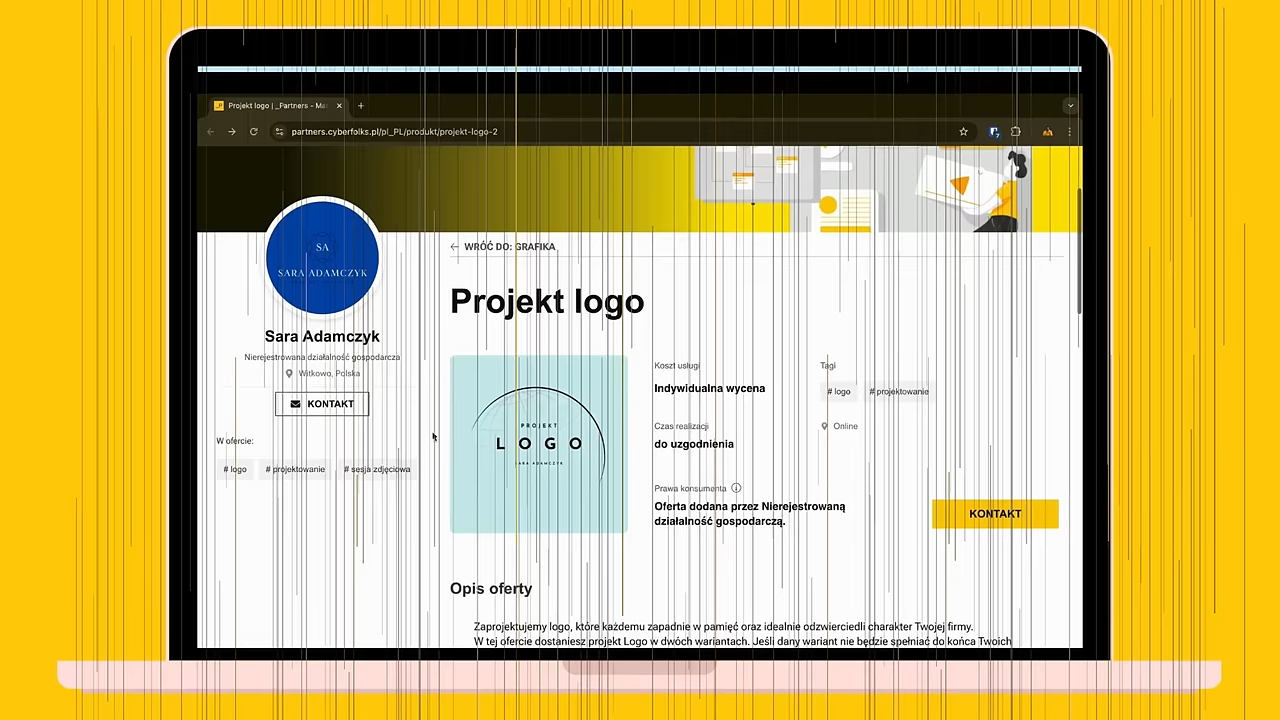 Projekt logo | _Partners - Ma
partners.cyberfolks.pl/pl_PL/produkt/projekt-logo-2
SA
SARA ADAMCZYK
Sara Adamczyk
Nierejestrowana działalność gospodarcza
Witkowo, Polska
KONTAKT
W ofercie:
# logo
# projektowanie
# sesja zdjęciowa
WRÓĆ DO: GRAFIKA
Projekt logo
PROJEKT
LOGO
SARA ADAMCZYK
Koszt usługi
Indywidualna wycena
Czas realizacji
do uzgodnienia
Prawa konsumenta
Oferta dodana przez Nierejestrowaną
działalność gospodarczą.
Tagi
# logo
# projektowanie
Online
KONTAKT
Opis oferty
Zaprojektujemy logo, które każdemu zapadnie w pamięć oraz idealnie odzwierciedli charakter Twojej firmy.
W tej ofercie dostaniesz projekt Logo w dwóch wariantach. Jeśli dany wariant nie będzie spełniać do końca Twoich